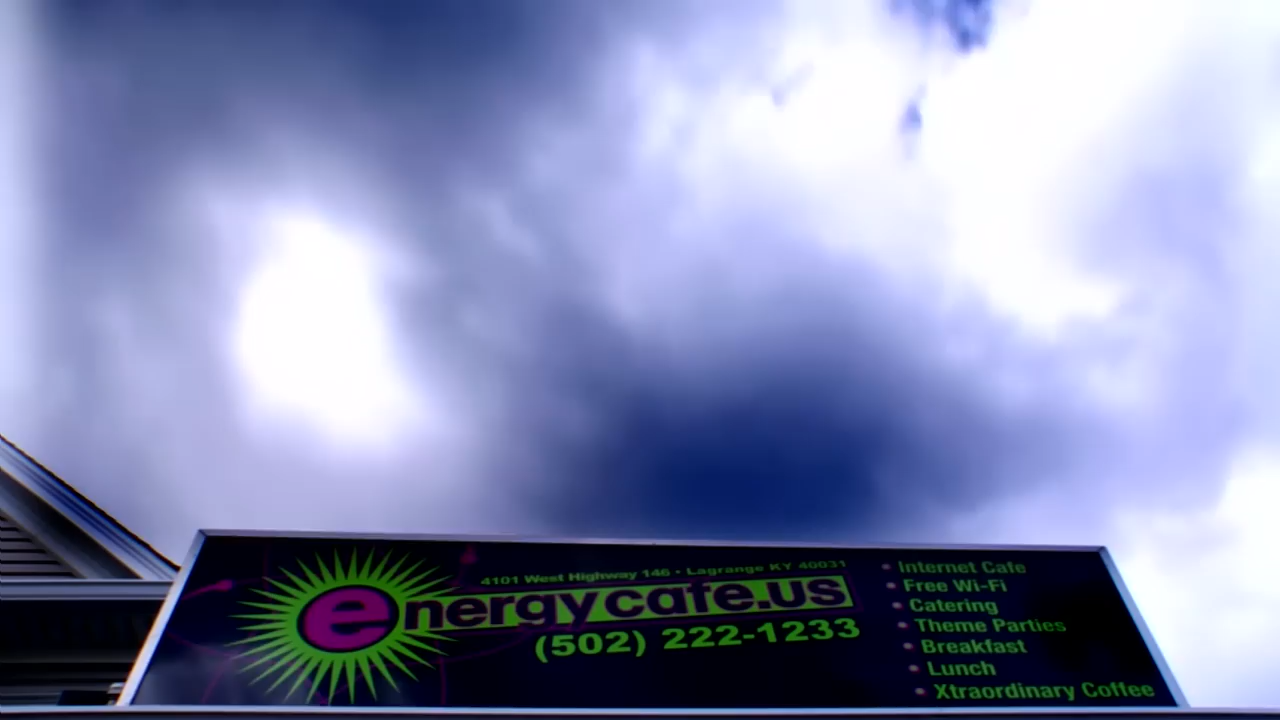 4101 West Highway 146 • Lagrange KY 40031
energycafe.us
(502) 222-1233
• Internet Cafe
• Free Wi-Fi
• Catering
• Theme Parties
• Breakfast
• Lunch
• Xtraordinary Coffee